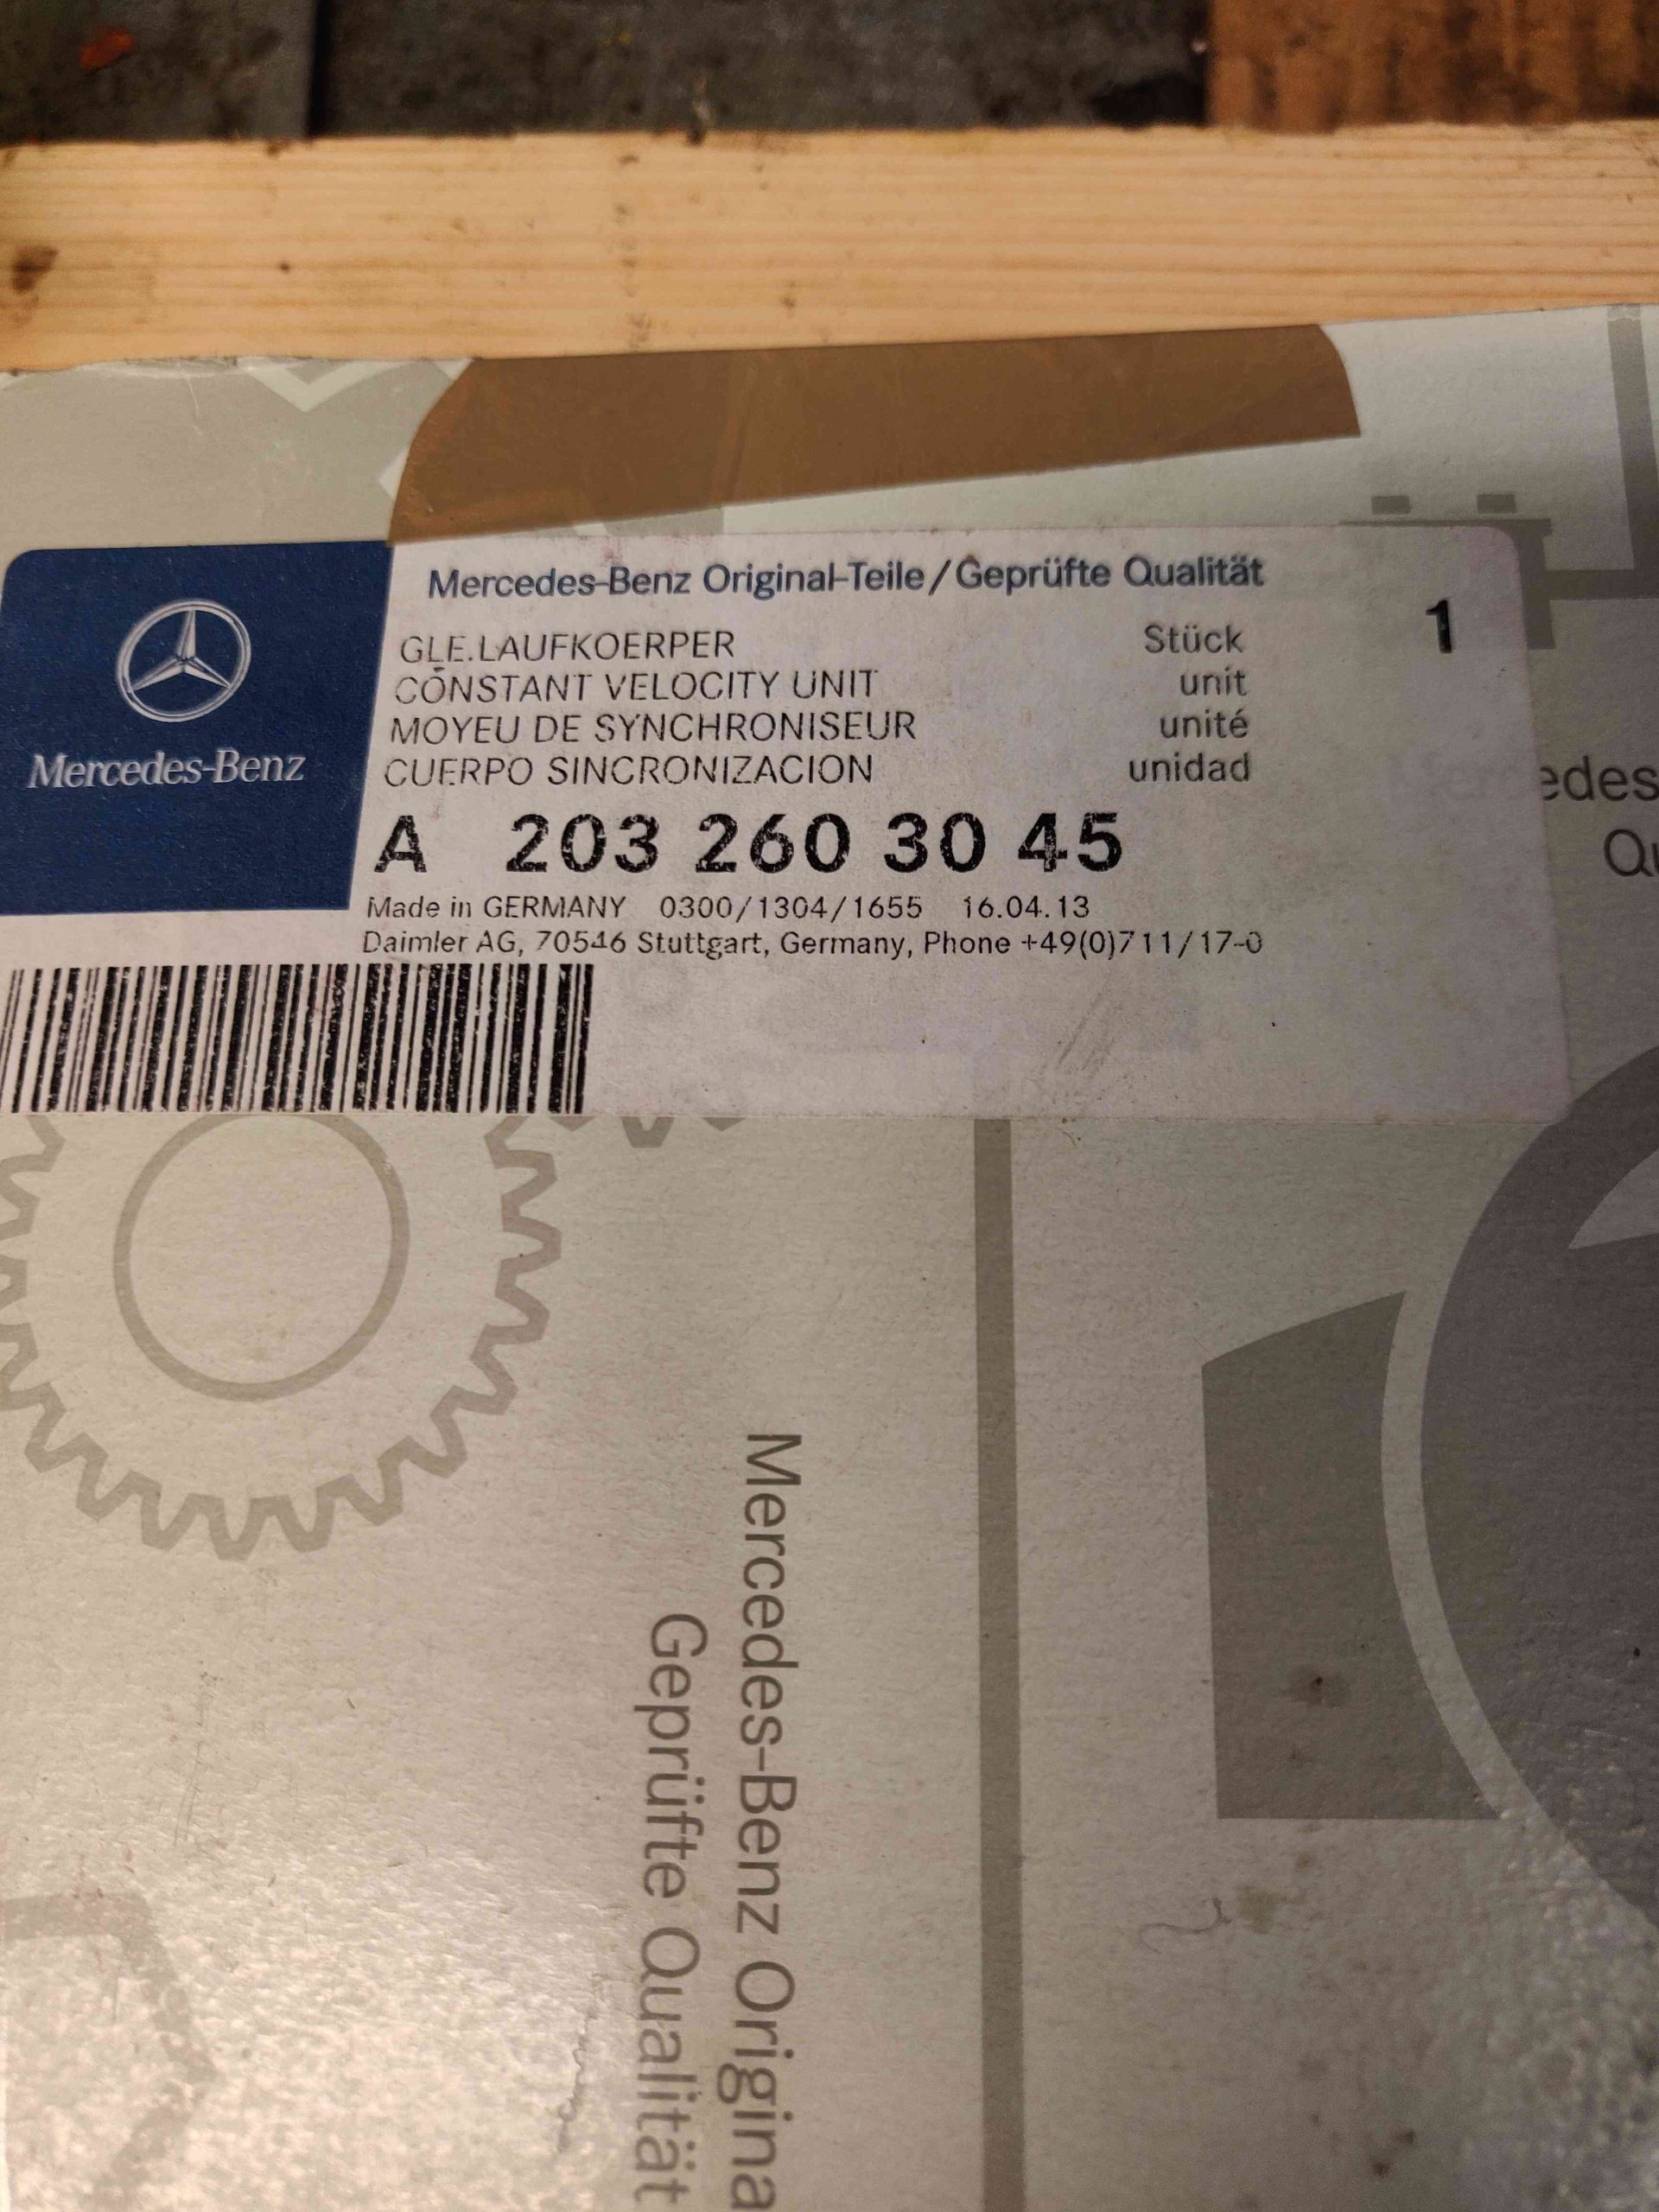 Mercedes-Benz Original-Teile/Geprüfte Qualität
GLE.LAUFKOERPER Stück 1
CONSTANT VELOCITY UNIT unit
MOYEU DE SYNCHRONISEUR unité
CUERPO SINCRONIZACION unidad
Mercedes-Benz
A 203 260 30 45
Made in GERMANY 0300/1304/1655 16.04.13
Daimler AG, 70546 Stuttgart, Germany, Phone +49(0)711/17-0
edes
Qu
Mercedes-Benz Origina
Geprüfte Qualität